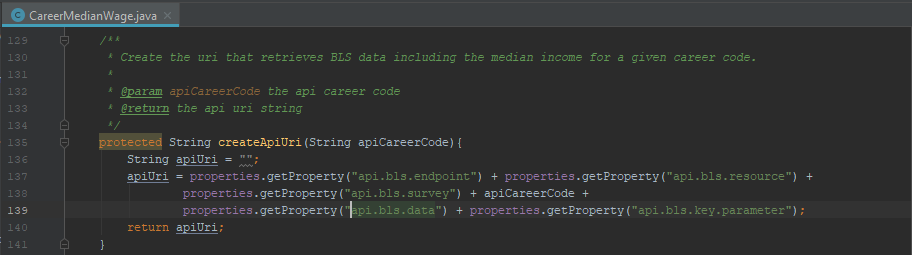 CareerMedianWage.java
129 /**
130 * Create the uri that retrieves BLS data including the median income for a given career code.
131 *
132 * @param apiCareerCode the api career code
133 * @return the api uri string
134 */
135 protected String createApiUri(String apiCareerCode){
136 String apiUri = "";
137 apiUri = properties.getProperty("api.bls.endpoint") + properties.getProperty("api.bls.resource") +
138 properties.getProperty("api.bls.survey") + apiCareerCode +
139 properties.getProperty("api.bls.data") + properties.getProperty("api.bls.key.parameter");
140 return apiUri;
141 }